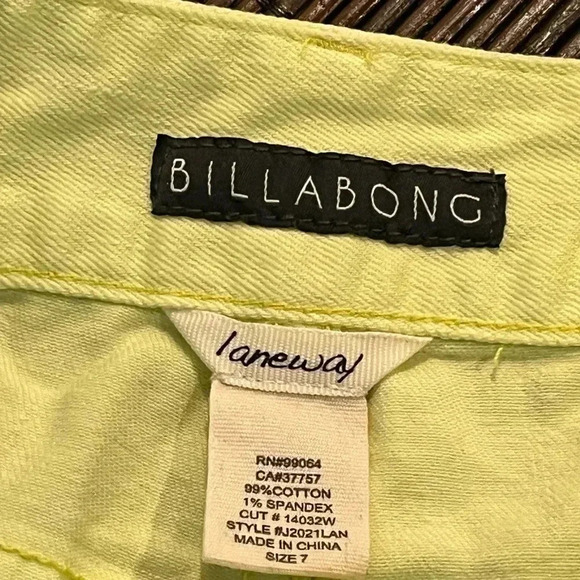 BILLABONG
laneway
RN#99064
CA#37757
99%COTTON
1% SPANDEX
CUT # 14032W
STYLE #J2021LAN
MADE IN CHINA
SIZE 7